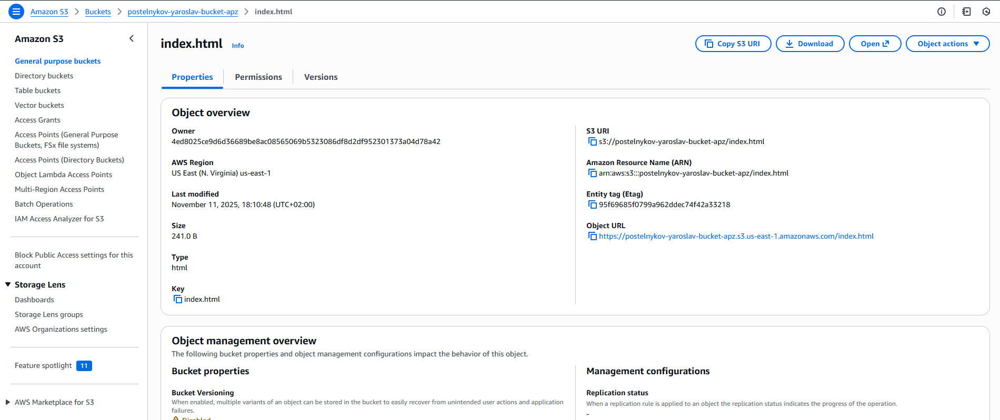 Amazon S3 > Buckets > postelnykov-yaroslav-bucket-apz > index.html
Amazon S3
General purpose buckets
Directory buckets
Table buckets
Vector buckets
Access Grants
Access Points (General Purpose
Buckets, FSx file systems)
Access Points (Directory Buckets)
Object Lambda Access Points
Multi-Region Access Points
Batch Operations
IAM Access Analyzer for S3
Block Public Access settings for this
account
Storage Lens
Dashboards
Storage Lens groups
AWS Organizations settings
Feature spotlight 11
AWS Marketplace for S3
index.html Info
Copy S3 URI Download Open Object actions
Properties Permissions Versions
Object overview
Owner
4ed8025ce9d6d36689be8ac08565069b5323086df8d2df952301373a04d78a42
AWS Region
US East (N. Virginia) us-east-1
Last modified
November 11, 2025, 18:10:48 (UTC+02:00)
Size
241.0 B
Type
html
Key
index.html
S3 URI
s3://postelnykov-yaroslav-bucket-apz/index.html
Amazon Resource Name (ARN)
arn:aws:s3:::postelnykov-yaroslav-bucket-apz/index.html
Entity tag (Etag)
95f69685f0799a962ddec74f42a33218
Object URL
https://postelnykov-yaroslav-bucket-apz.s3.us-east-1.amazonaws.com/index.html
Object management overview
The following bucket properties and object management configurations impact the behavior of this object.
Bucket properties
Bucket Versioning
When enabled, multiple variants of an object can be stored in the bucket to easily recover from unintended user actions and application
failures.
Disabled
Management configurations
Replication status
When a replication rule is applied to an object the replication status indicates the progress of the operation.
-